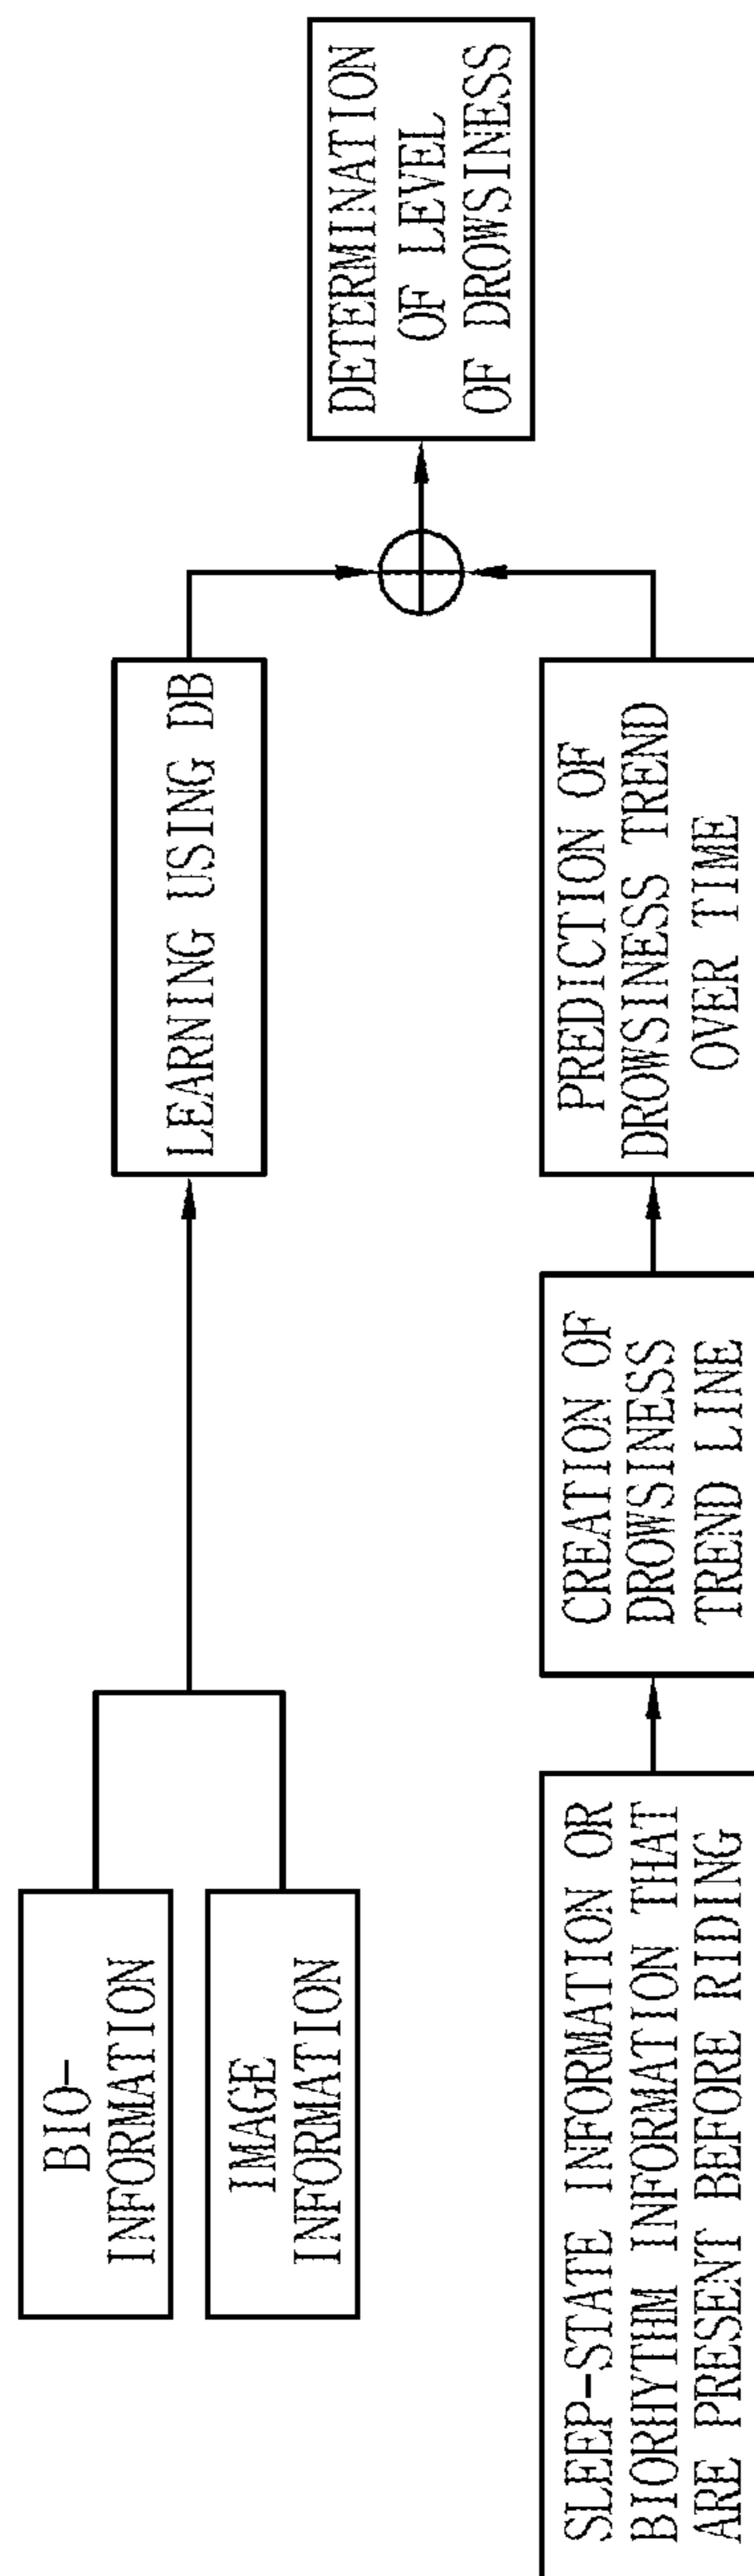 BIO-
INFORMATION
IMAGE
INFORMATION
LEARNING USING DB
SLEEP-STATE INFORMATION OR
BIORHYTHM INFORMATION THAT
ARE PRESENT BEFORE RIDING
CREATION OF
DROWSINESS
TREND LINE
PREDICTION OF
DROWSINESS TREND
OVER TIME
DETERMINATION
OF LEVEL
OF DROWSINESS